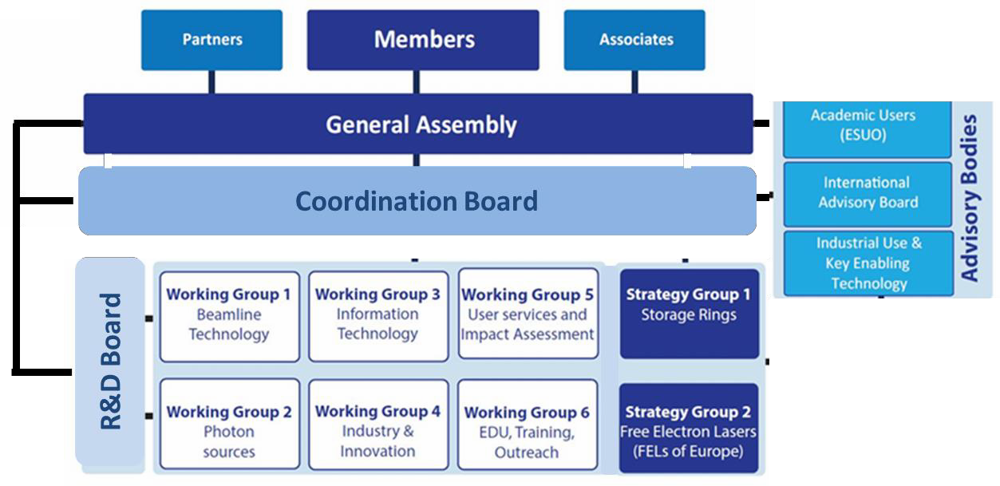 Partners
Members
Associates
General Assembly
Coordination Board
Academic Users
(ESUO)
International
Advisory Board
Industrial Use &
Key Enabling
Technology
Advisory Bodies
R&D Board
Working Group 1
Beamline
Technology
Working Group 3
Information
Technology
Working Group 5
User services and
Impact Assessment
Strategy Group 1
Storage Rings
Working Group 2
Photon
sources
Working Group 4
Industry &
Innovation
Working Group 6
EDU, Training,
Outreach
Strategy Group 2
Free Electron Lasers
(FELs of Europe)